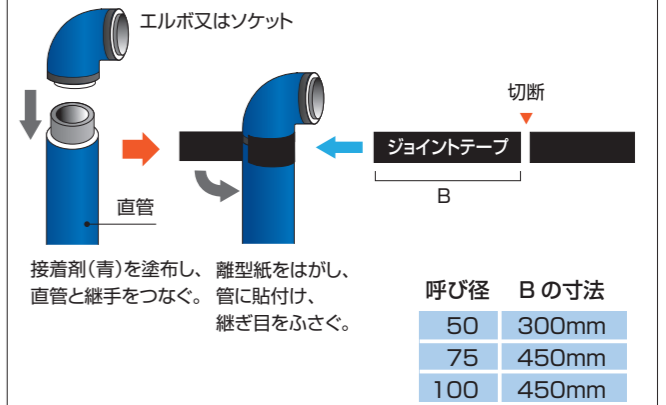 エルボ又はソケット
切断
ジョイントテープ
B
直管
接着剤(青)を塗布し、
直管と継手をつなぐ。
離型紙をはがし、
管に貼付け、
継ぎ目をふさぐ。
呼び径 Bの寸法
50 300mm
75 450mm
100 450mm